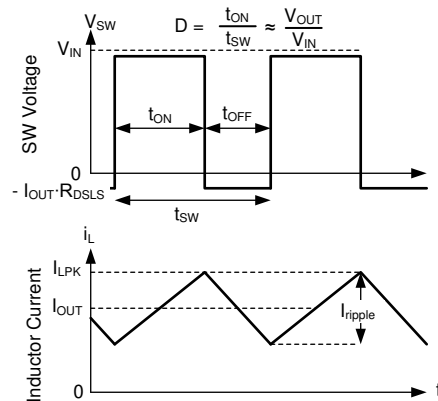 V_SW
D = t_ON / t_SW ≈ V_OUT / V_IN
V_IN
SW Voltage
t_ON
t_OFF
0
- I_OUT·R_DSLS
t_SW
i_L
I_LPK
Inductor Current
I_OUT
I_ripple
0
t